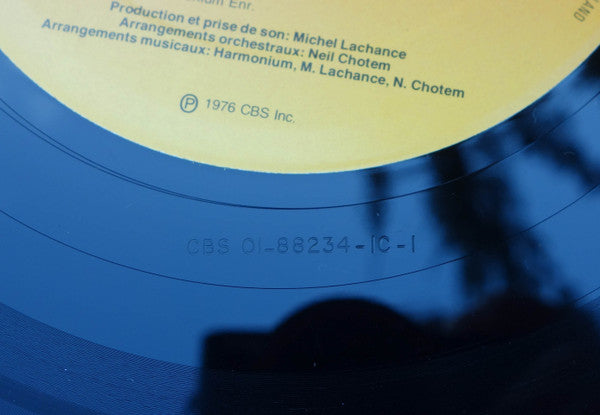 Enr.
Production et prise de son: Michel Lachance
Arrangements orchestraux: Neil Chotem
Arrangements musicaux: Harmonium, M. Lachance, N. Chotem
℗ 1976 CBS Inc.
CBS 01-88234-1C-1